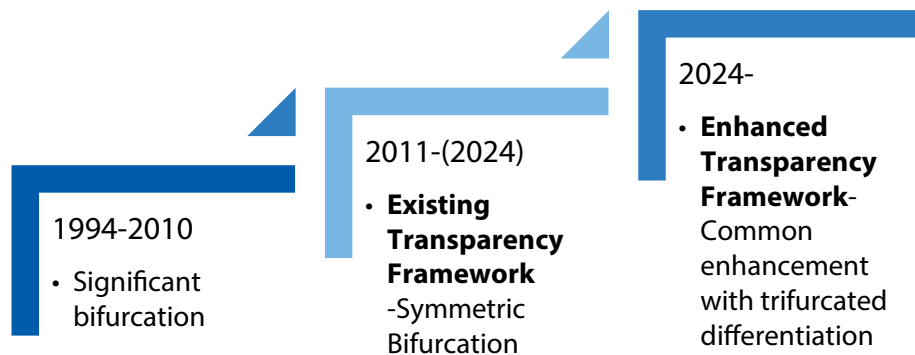 1994-2010
• Significant
bifurcation
2011-(2024)
• Existing
Transparency
Framework
-Symmetric
Bifurcation
2024-
• Enhanced
Transparency
Framework-
Common
enhancement
with trifurcated
differentiation